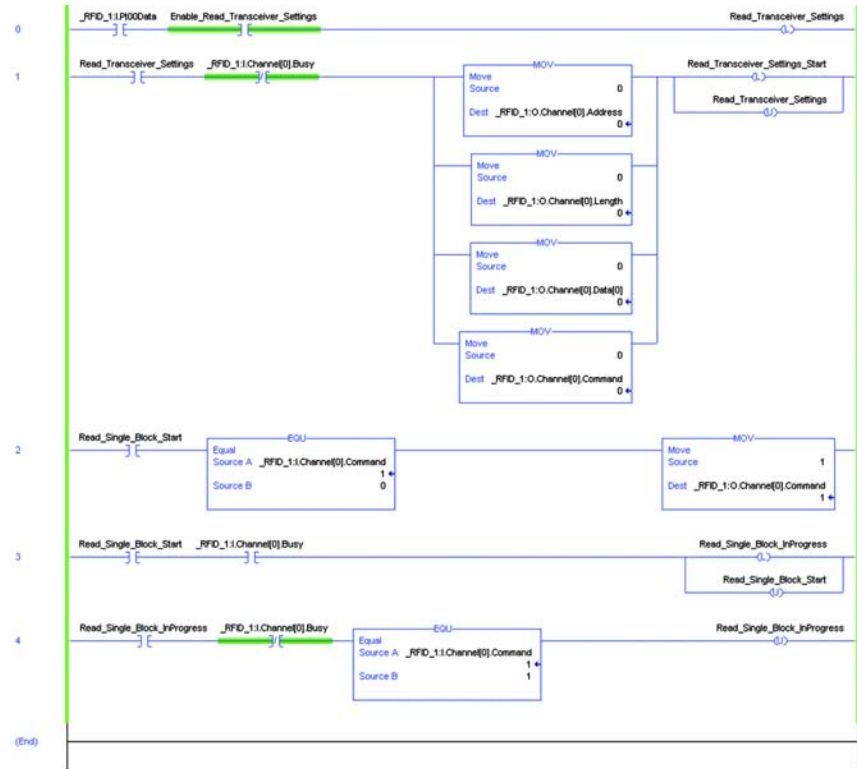 _RFID_1:I.Pt00Data Enable_Read_Transceiver_Settings Read_Transceiver_Settings
0
Read_Transceiver_Settings _RFID_1:I.Channel[0].Busy Read_Transceiver_Settings_Start
1
MOV
Move
Source 0
Dest _RFID_1:O.Channel[0].Address
0
Read_Transceiver_Settings
MOV
Move
Source 0
Dest _RFID_1:O.Channel[0].Length
0
MOV
Move
Source 0
Dest _RFID_1:O.Channel[0].Data[0]
0
MOV
Move
Source 0
Dest _RFID_1:O.Channel[0].Command
0
Read_Single_Block_Start
2
EQU
Equal
Source A _RFID_1:I.Channel[0].Command
1
Source B 0
MOV
Move
Source 1
Dest _RFID_1:O.Channel[0].Command
1
Read_Single_Block_Start _RFID_1:I.Channel[0].Busy Read_Single_Block_InProgress
3
Read_Single_Block_Start
Read_Single_Block_InProgress _RFID_1:I.Channel[0].Busy Read_Single_Block_InProgress
4
EQU
Equal
Source A _RFID_1:I.Channel[0].Command
1
Source B 1
(End)